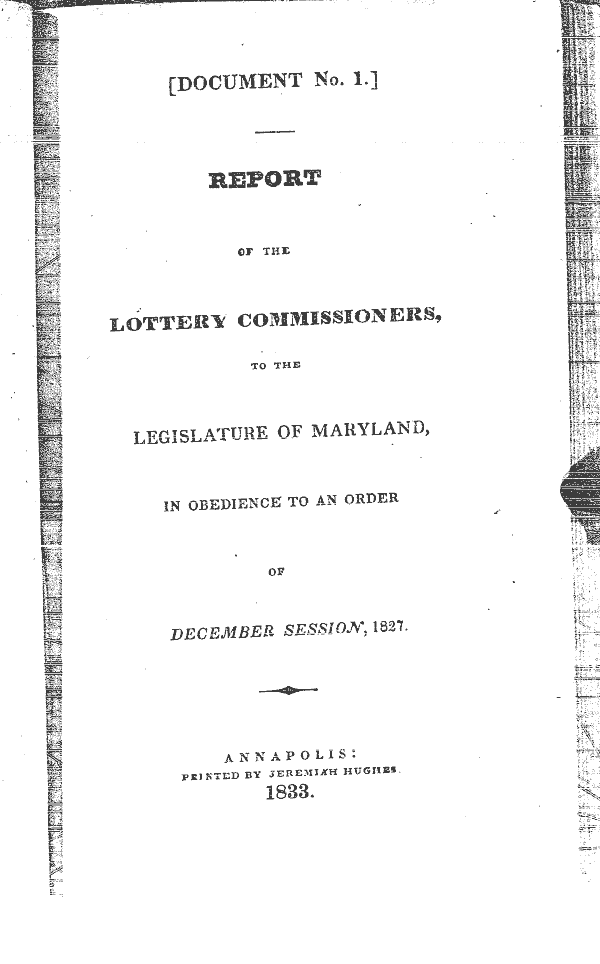 [DOCUMENT No. 1.]
REPORT
OF THE
LOTTERY COMMISSIONERS,
TO THE
LEGISLATURE OF MARYLAND,
IN OBEDIENCE TO AN ORDER
OF
DECEMBER SESSION, 1827.
ANNAPOLIS:
PRINTED BY JEREMIAH HUGHES.
1833.